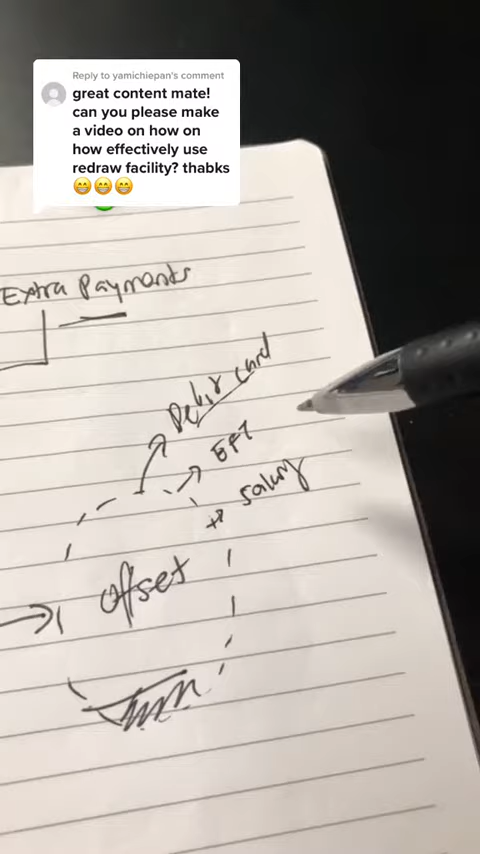 Reply to yamichiepan's comment
great content mate!
can you please make
a video on how on
how effectively use
redraw facility? thabks
😁😁😁
Extra Payments
Debit card
EFT
Salary
offset